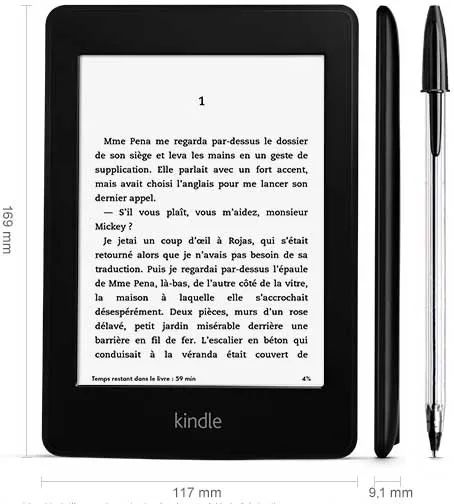 1
Mme Pena me regarda par-dessus le dossier
de son siège et leva les mains en un geste de
supplication. Elle parlait avec un fort accent,
mais avait choisi l'anglais pour me lancer son
dernier appel.
— S'il vous plaît, vous m'aidez, monsieur
Mickey ?
Je jetai un coup d'œil à Rojas, qui s'était
retourné alors que je n'avais pas besoin de sa
traduction. Puis je regardai par-dessus l'épaule
de Mme Pena, là-bas, de l'autre côté de la vitre,
la maison à laquelle elle s'accrochait
désespérément. Deux pièces, murs d'un rose
délavé, petit jardin misérable derrière une
barrière en fil de fer. L'escalier en béton qui
conduisait à la véranda était couvert de
Temps restant dans le livre : 59 min 4%
kindle
169 mm
117 mm
9,1 mm